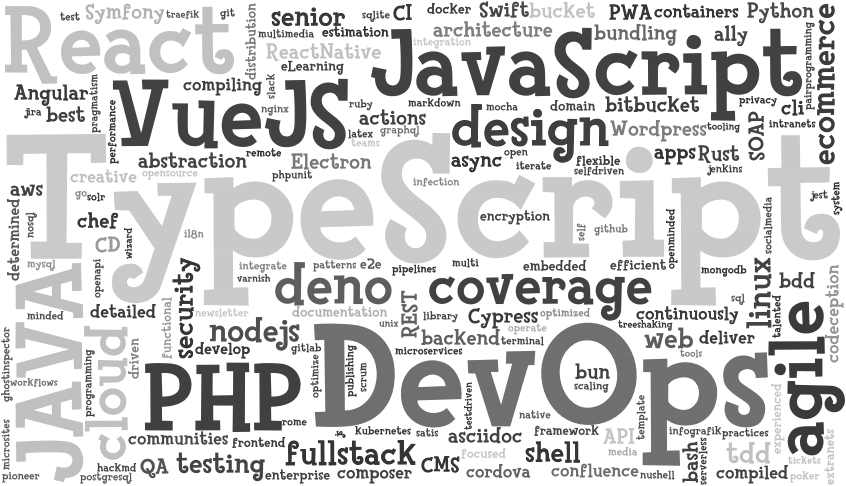 test
Symfony
traefik
git
React
distribution
senior
multimedia
estimation
ReactNative
eLearning
sqlite
CI
docker
Swift
bucket
PWA
containers
Python
architecture
integration
bundling
ally
ecommerce
pairprogramming
JavaScript
Angular
jira
best
pragmatism
performance
compiling
slack
nginx
VueJS
ruby
latex
actions
graphql
teams
markdown
mocha
domain
bitbucket
privacy
cli
intranets
design
Wordpress
tooling
SOAP
abstraction
remote
Electron
phpunit
async
open
iterate
flexible
selfdriven
apps
Rust
jenkins
creative
opensource
infection
TypeScript
aws
go
solr
jest
system
determined
nosql
chef
CD
wizard
il8n
encryption
self
github
openminded
socialmedia
mysql
openapi
integrate
varnish
patterns
e2e
pipelines
multi
embedded
efficient
mongodb
JAVA
minded
detailed
functional
security
newsletter
deno
documentation
coverage
REST
unix
library
Cypress
optimized
operate
continuously
treeshaking
sql
linux
talented
bdd
codeception
nodejs
develop
gitlab
backend
terminal
microservices
web
deliver
tools
agile
ghostinspector
workflows
programming
cloud
driven
optimize
publishing
scrum
DevOps
bun
scaling
PHP
rome
testdriven
native
template
experienced
microsites
pioneer
communities
frontend
Kubernetes
satis
asciidoc
framework
API
media
infografik
practices
extranets
hackmd
postgresql
QA
testing
enterprise
fullstack
composer
CMS
focused
cordova
shell
confluence
nushell
bash
serverless
tdd
compiled
tickets
poker